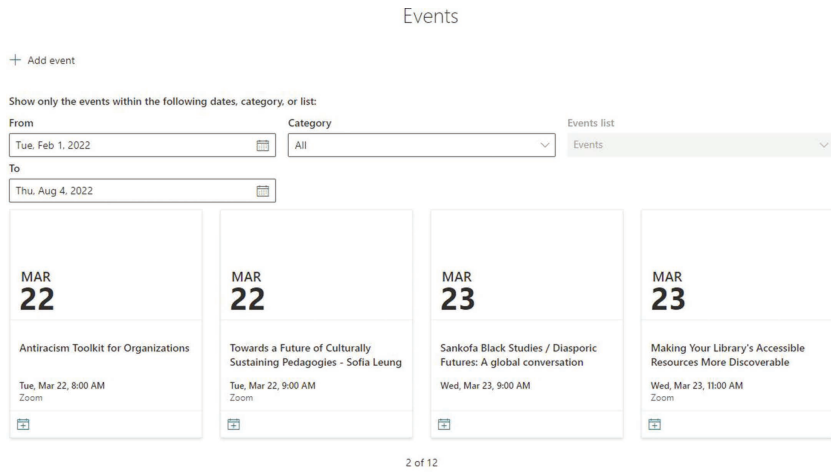 Events
+ Add event
Show only the events within the following dates, category, or list:
From
Tue, Feb 1, 2022
Category
All
Events list
Events
To
Thu, Aug 4, 2022
MAR
22
Antiracism Toolkit for Organizations
Tue, Mar 22, 8:00 AM
Zoom
MAR
22
Towards a Future of Culturally
Sustaining Pedagogies - Sofia Leung
Tue, Mar 22, 9:00 AM
Zoom
MAR
23
Sankofa Black Studies / Diasporic
Futures: A global conversation
Wed, Mar 23, 9:00 AM
MAR
23
Making Your Library's Accessible
Resources More Discoverable
Wed, Mar 23, 11:00 AM
Zoom
2 of 12